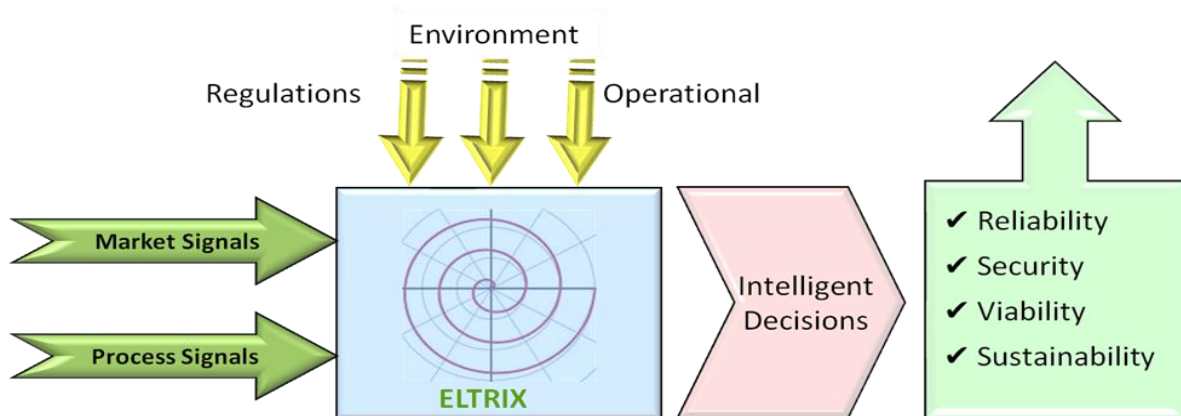 Environment
Regulations
Operational
Market Signals
Process Signals
ELTRIX
Intelligent
Decisions
✔ Reliability
✔ Security
✔ Viability
✔ Sustainability